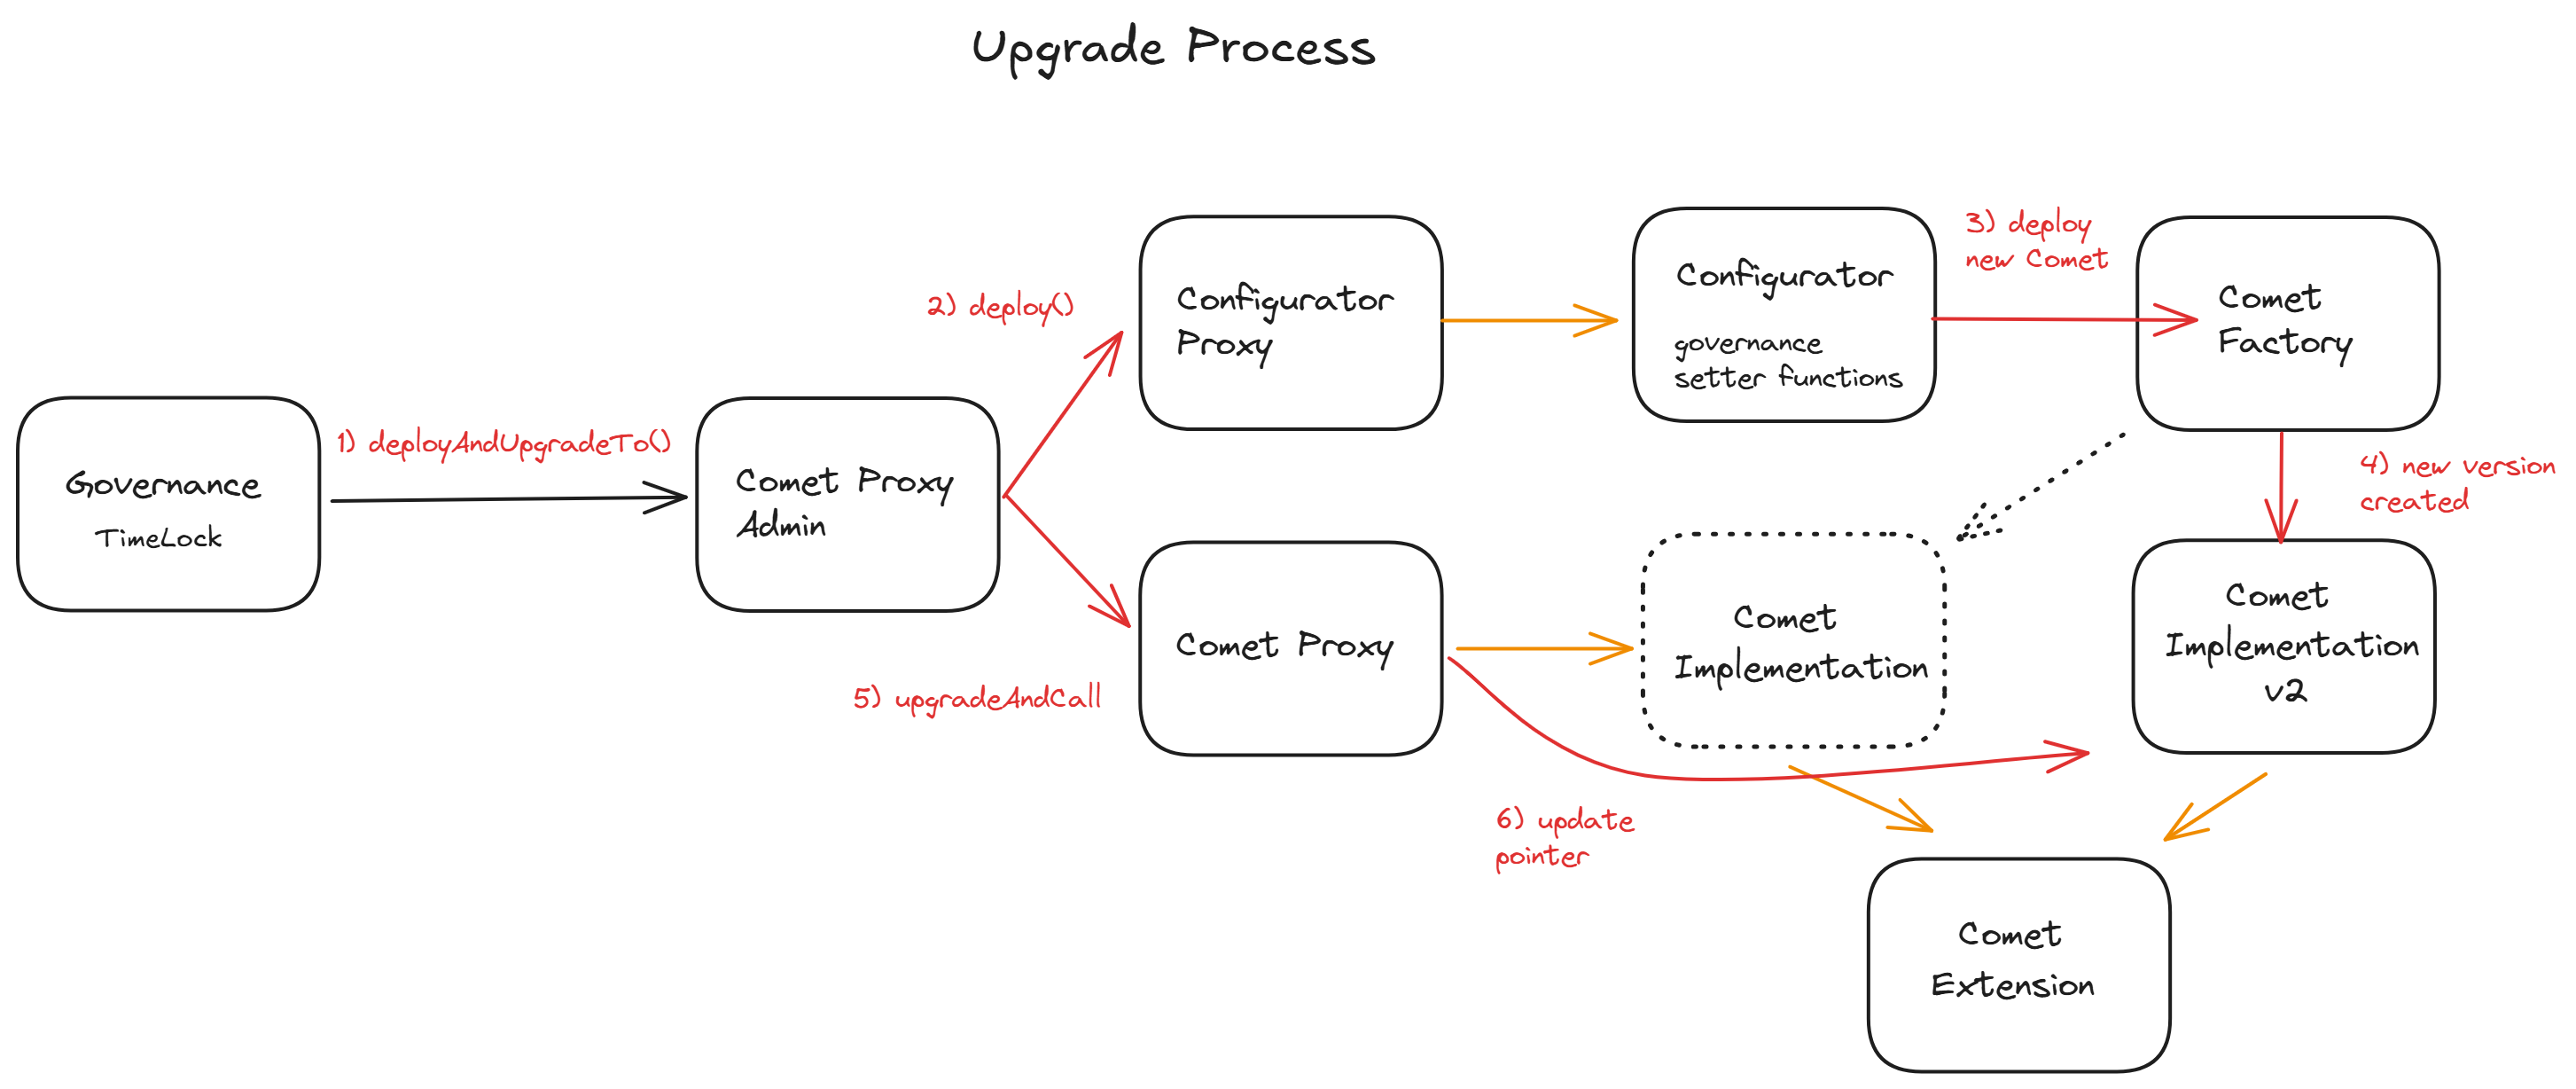 Upgrade Process
Governance
TimeLock
1) deployAndUpgradeTo()
Comet Proxy
Admin
2) deploy()
Configurator
Proxy
Configurator
governance
setter functions
3) deploy
new Comet
Comet
Factory
4) new version
created
5) upgradeAndCall
Comet Proxy
Comet
Implementation
Comet
Implementation
v2
6) update
pointer
Comet
Extension